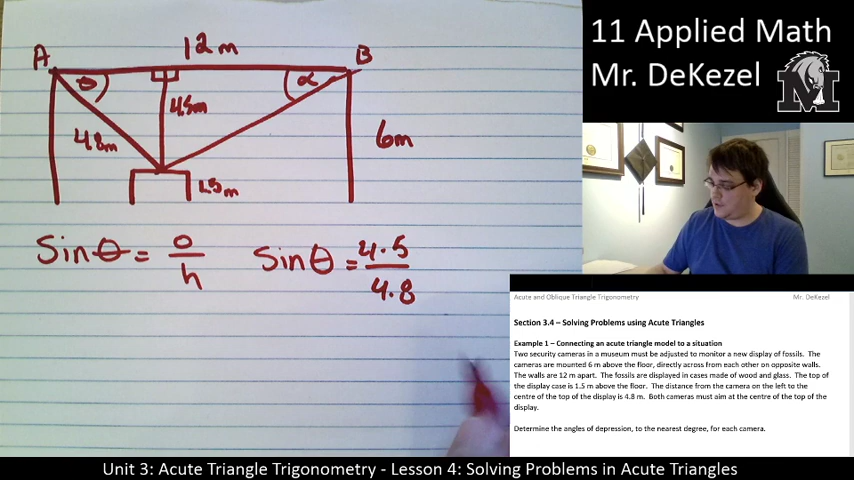 11 Applied Math
Mr. DeKezel
M
A
12 m
B
θ
α
4.5m
4.8m
6m
1.5 m
Sin θ = o/h
Sin θ = 4.5/4.8
Acute and Oblique Triangle Trigonometry
Mr. DeKezel
Section 3.4 – Solving Problems using Acute Triangles
Example 1 – Connecting an acute triangle model to a situation
Two security cameras in a museum must be adjusted to monitor a new display of fossils. The
cameras are mounted 6 m above the floor, directly across from each other on opposite walls.
The walls are 12 m apart. The fossils are displayed in cases made of wood and glass. The top of
the display case is 1.5 m above the floor. The distance from the camera on the left to the
centre of the top of the display is 4.8 m. Both cameras must aim at the centre of the top of the
display.
Determine the angles of depression, to the nearest degree, for each camera.
Unit 3: Acute Triangle Trigonometry - Lesson 4: Solving Problems in Acute Triangles